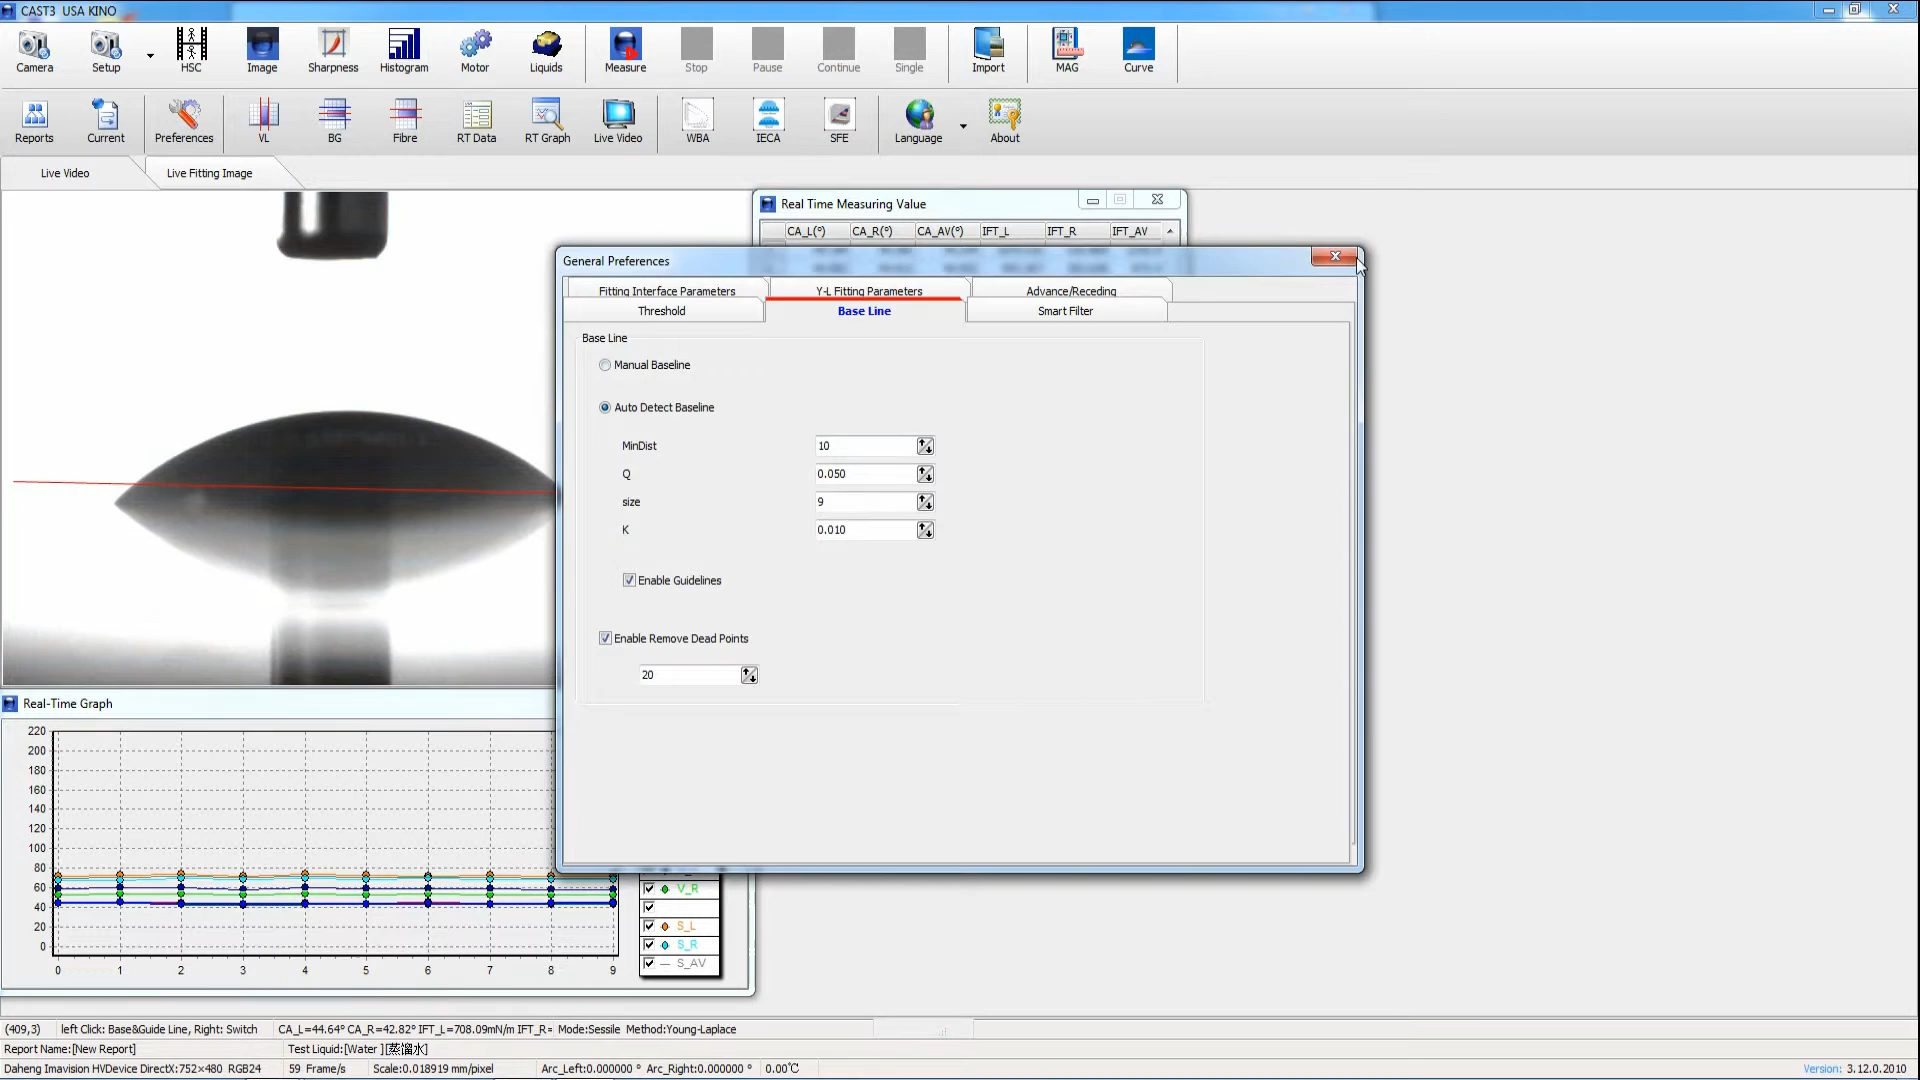 CAST3 USA KINO
Camera Setup HSC Image Sharpness Histogram Motor Liquids Measure Stop Pause Continue Single Import MAG Curve
Reports Current Preferences VL BG Fibre RT Data RT Graph Live Video WBA IECA SFE Language About
Live Video Live Fitting Image
Real Time Measuring Value
CA_L(º) CA_R(º) CA_AV(º) IFT_L IFT_R IFT_AV
General Preferences
Fitting Interface Parameters Y-L Fitting Parameters Advance/Receding
Threshold Base Line Smart Filter
Base Line
Manual Baseline
Auto Detect Baseline
MinDist 10
Q 0.050
size 9
K 0.010
Enable Guidelines
Enable Remove Dead Points
20
Real-Time Graph
220
200
180
160
140
120
100
80
60
40
20
0
0 1 2 3 4 5 6 7 8 9
V_R
S_L
S_R
S_AV
(409,3) left Click: Base&Guide Line, Right: Switch CA_L=44.64° CA_R=42.82° IFT_L=708.09mN/m IFT_R= Mode:Sessile Method:Young-Laplace
Report Name:[New Report] Test Liquid:[Water ][蒸馏水]
Daheng Imavision HVDevice DirectX:752×480 RGB24 59 Frame/s Scale:0.018919 mm/pixel Arc_Left:0.000000 ° Arc_Right:0.000000 ° 0.00℃ Version: 3.12.0.2010